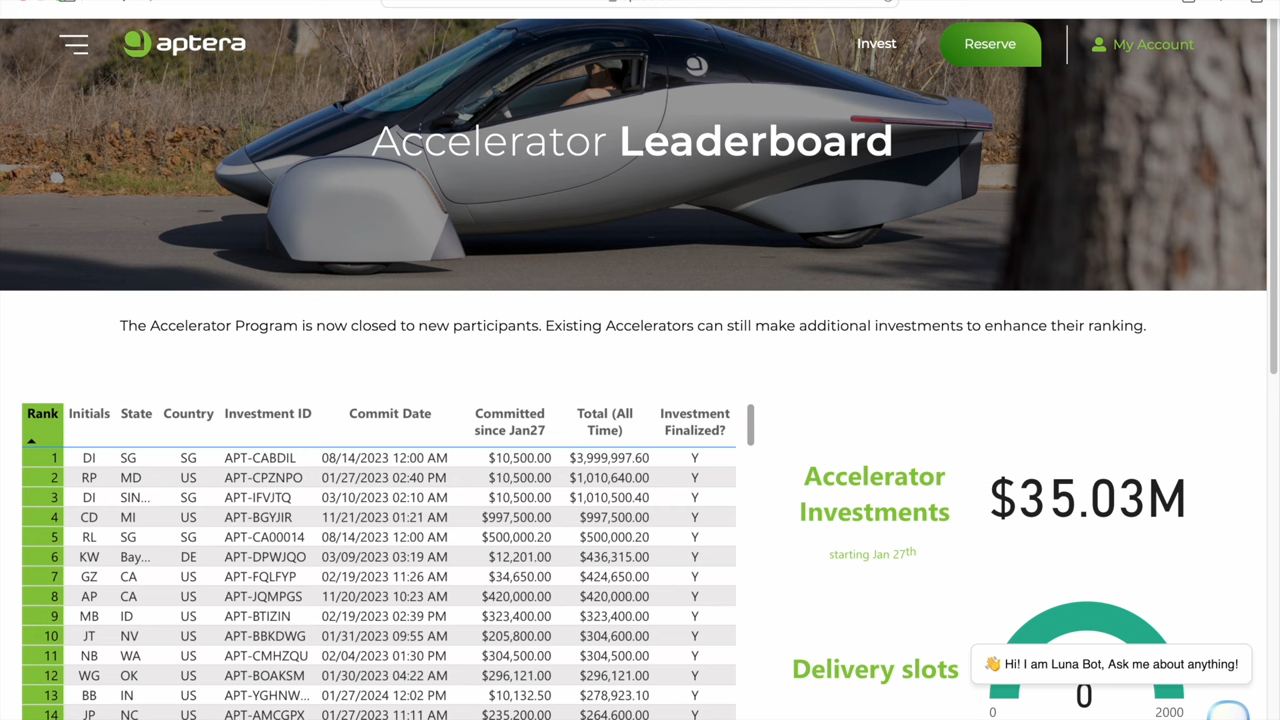 aptera
Invest
Reserve
My Account
Accelerator Leaderboard
The Accelerator Program is now closed to new participants. Existing Accelerators can still make additional investments to enhance their ranking.
Rank Initials State Country Investment ID Commit Date Committed since Jan27 Total (All Time) Investment Finalized?
1 DI SG SG APT-CABDIL 08/14/2023 12:00 AM $10,500.00 $3,999,997.60 Y
2 RP MD US APT-CPZNPO 01/27/2023 02:40 PM $10,500.00 $1,010,640.00 Y
3 DI SIN... SG APT-IFVJTQ 03/10/2023 02:10 AM $10,500.00 $1,010,500.40 Y
4 CD MI US APT-BGYJIR 11/21/2023 01:21 AM $997,500.00 $997,500.00 Y
5 RL SG SG APT-CA00014 08/14/2023 12:00 AM $500,000.20 $500,000.20 Y
6 KW Bay... DE APT-DPWJQO 03/09/2023 03:19 AM $12,201.00 $436,315.00 Y
7 GZ CA US APT-FQLFYP 02/19/2023 11:26 AM $34,650.00 $424,650.00 Y
8 AP CA US APT-JQMPGS 11/20/2023 10:23 AM $420,000.00 $420,000.00 Y
9 MB ID US APT-BTIZIN 02/19/2023 02:39 PM $323,400.00 $323,400.00 Y
10 JT NV US APT-BBKDWG 01/31/2023 09:55 AM $205,800.00 $304,600.00 Y
11 NB WA US APT-CMHZQU 02/04/2023 01:30 PM $304,500.00 $304,500.00 Y
12 WG OK US APT-BOAKSM 01/30/2023 04:22 AM $296,121.00 $296,121.00 Y
13 BB IN US APT-YGHNW... 01/27/2024 12:02 PM $10,132.50 $278,923.10 Y
14 JP NC US APT-AMCGPX 01/27/2023 11:11 AM $235,200.00 $264,600.00 Y
Accelerator
Investments
starting Jan 27th
$35.03M
Delivery slots
0
0
2000
👋 Hi! I am Luna Bot, Ask me about anything!